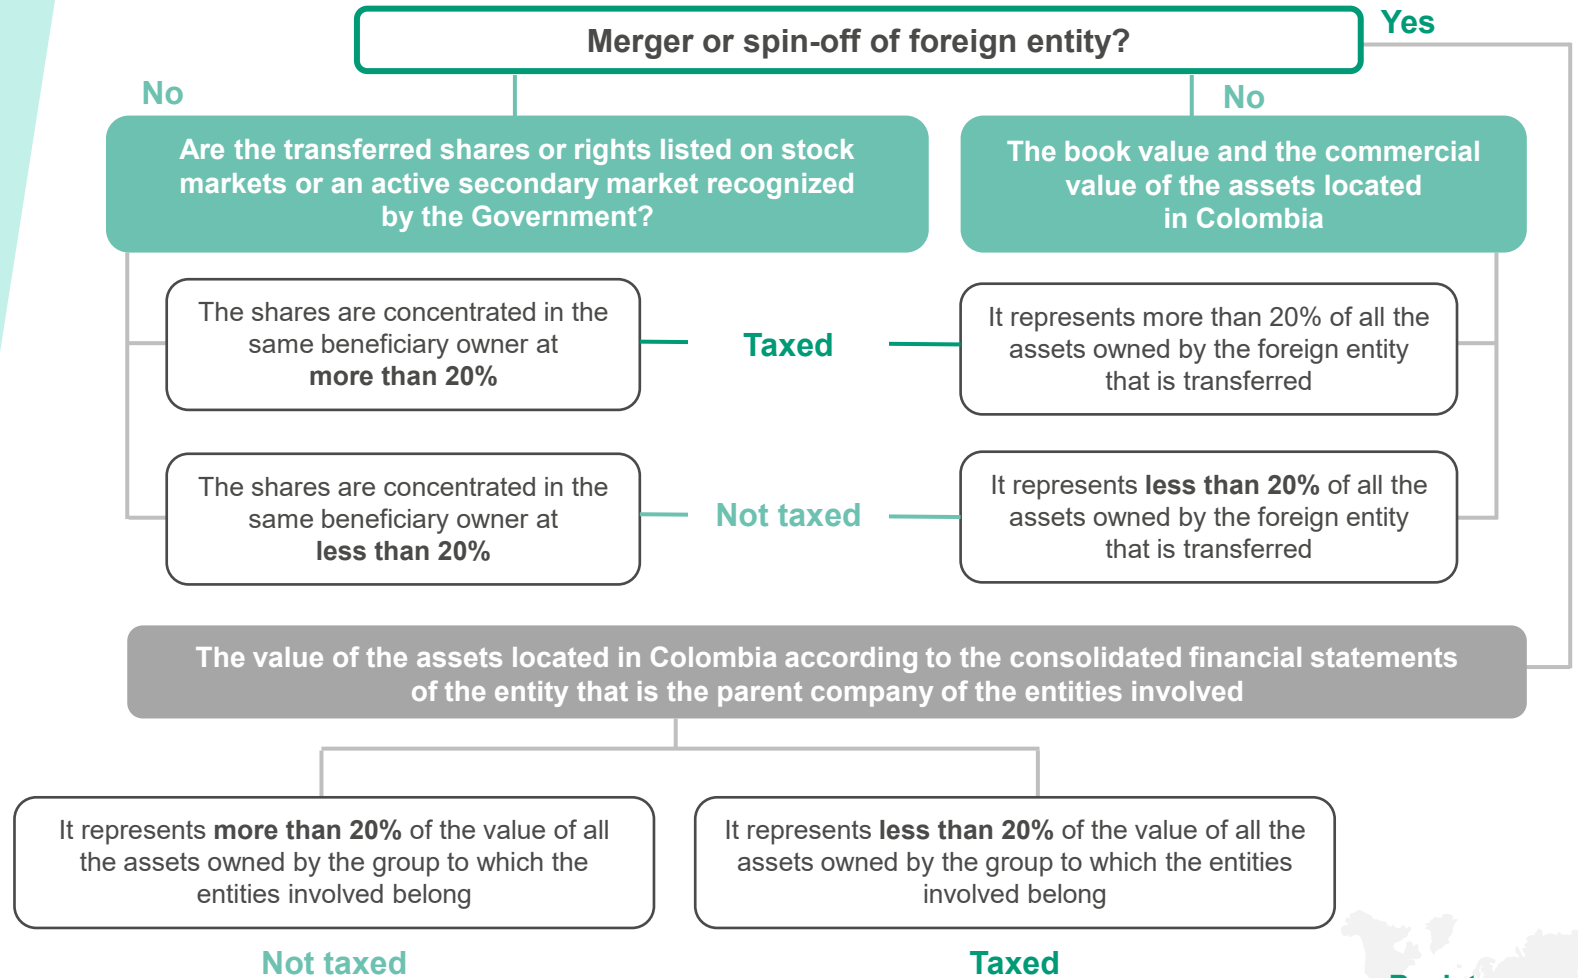 Merger or spin-off of foreign entity?
Yes
No
No
Are the transferred shares or rights listed on stock
markets or an active secondary market recognized
by the Government?
The book value and the commercial
value of the assets located
in Colombia
The shares are concentrated in the
same beneficiary owner at
more than 20%
Taxed
It represents more than 20% of all the
assets owned by the foreign entity
that is transferred
The shares are concentrated in the
same beneficiary owner at
less than 20%
Not taxed
It represents less than 20% of all the
assets owned by the foreign entity
that is transferred
The value of the assets located in Colombia according to the consolidated financial statements
of the entity that is the parent company of the entities involved
It represents more than 20% of the value of all
the assets owned by the group to which the
entities involved belong
It represents less than 20% of the value of all the
assets owned by the group to which the entities
involved belong
Not taxed
Taxed